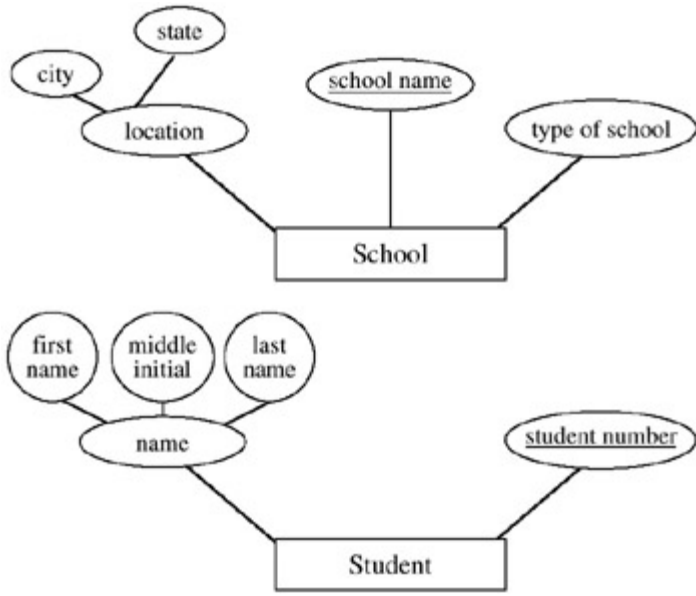 state
city
school name
location
type of school
School
first
name
middle
initial
last
name
name
student number
Student